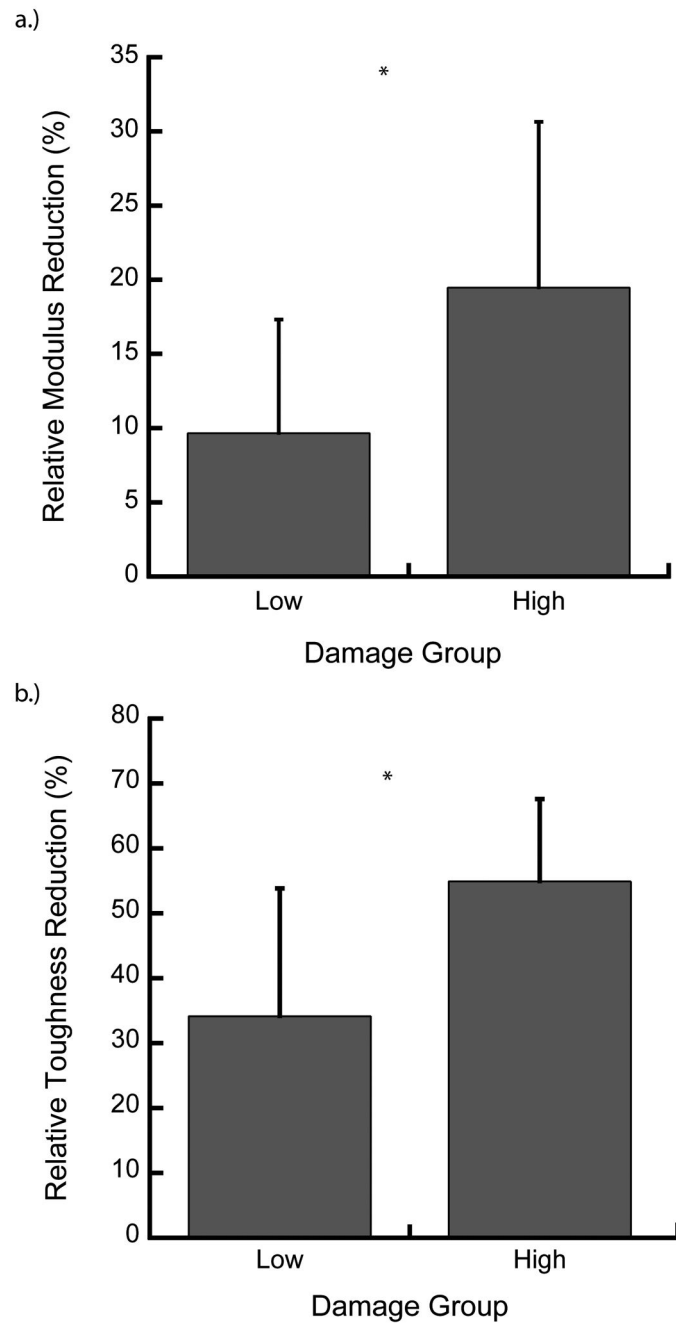 a.)
Relative Modulus Reduction (%)
35
30
25
20
15
10
5
0
*
Low
High
Damage Group
b.)
Relative Toughness Reduction (%)
80
70
60
50
40
30
20
10
0
*
Low
High
Damage Group